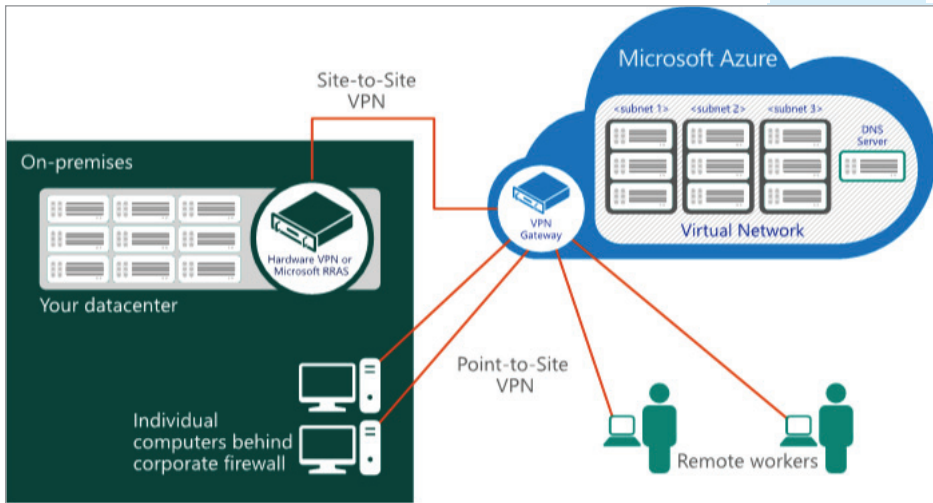 Microsoft Azure
<subnet 1>
<subnet 2>
<subnet 3>
DNS
Server
Virtual Network
VPN
Gateway
Site-to-Site
VPN
On-premises
Hardware VPN or
Microsoft RRAS
Your datacenter
Point-to-Site
VPN
Individual
computers behind
corporate firewall
Remote workers